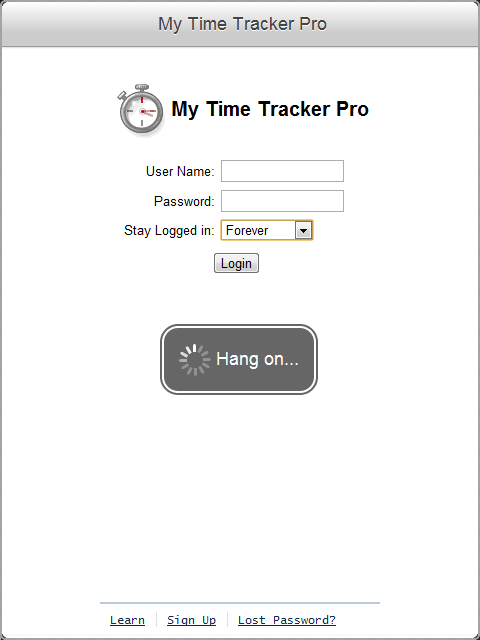 My Time Tracker Pro
My Time Tracker Pro
User Name:
Password:
Stay Logged in: Forever
Login
Hang on...
Learn Sign Up Lost Password?